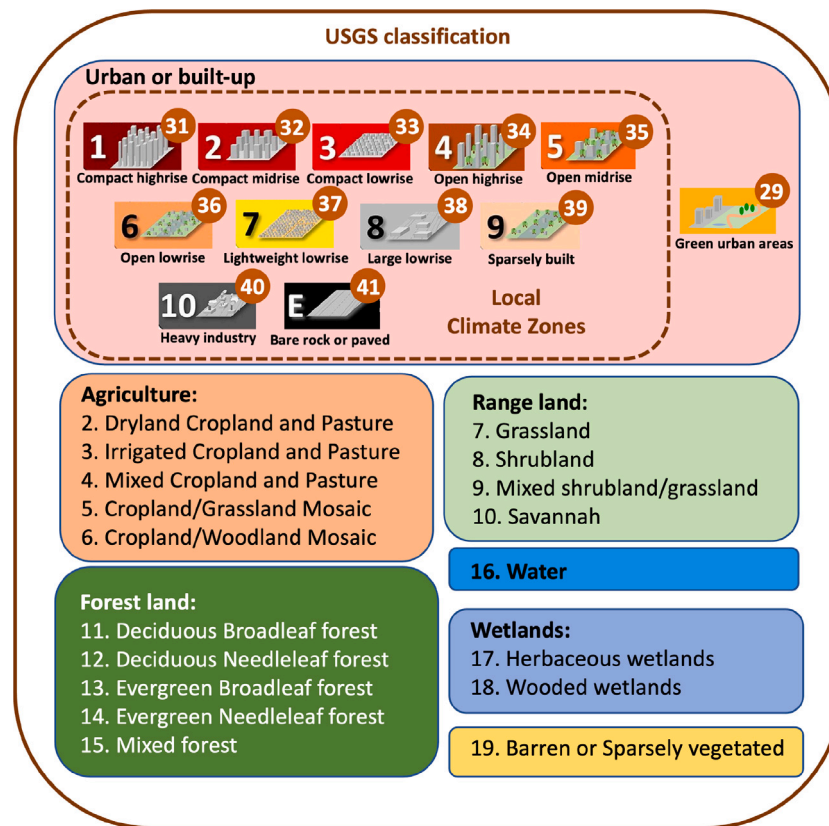 USGS classification
Urban or built-up
31
32
33
34
35
1
2
3
4
5
Compact highrise
Compact midrise
Compact lowrise
Open highrise
Open midrise
36
37
38
39
29
6
7
8
9
Open lowrise
Lightweight lowrise
Large lowrise
Sparsely built
Green urban areas
40
41
10
E
Heavy industry
Bare rock or paved
Local
Climate Zones
Agriculture:
2. Dryland Cropland and Pasture
3. Irrigated Cropland and Pasture
4. Mixed Cropland and Pasture
5. Cropland/Grassland Mosaic
6. Cropland/Woodland Mosaic
Range land:
7. Grassland
8. Shrubland
9. Mixed shrubland/grassland
10. Savannah
16. Water
Forest land:
11. Deciduous Broadleaf forest
12. Deciduous Needleleaf forest
13. Evergreen Broadleaf forest
14. Evergreen Needleleaf forest
15. Mixed forest
Wetlands:
17. Herbaceous wetlands
18. Wooded wetlands
19. Barren or Sparsely vegetated